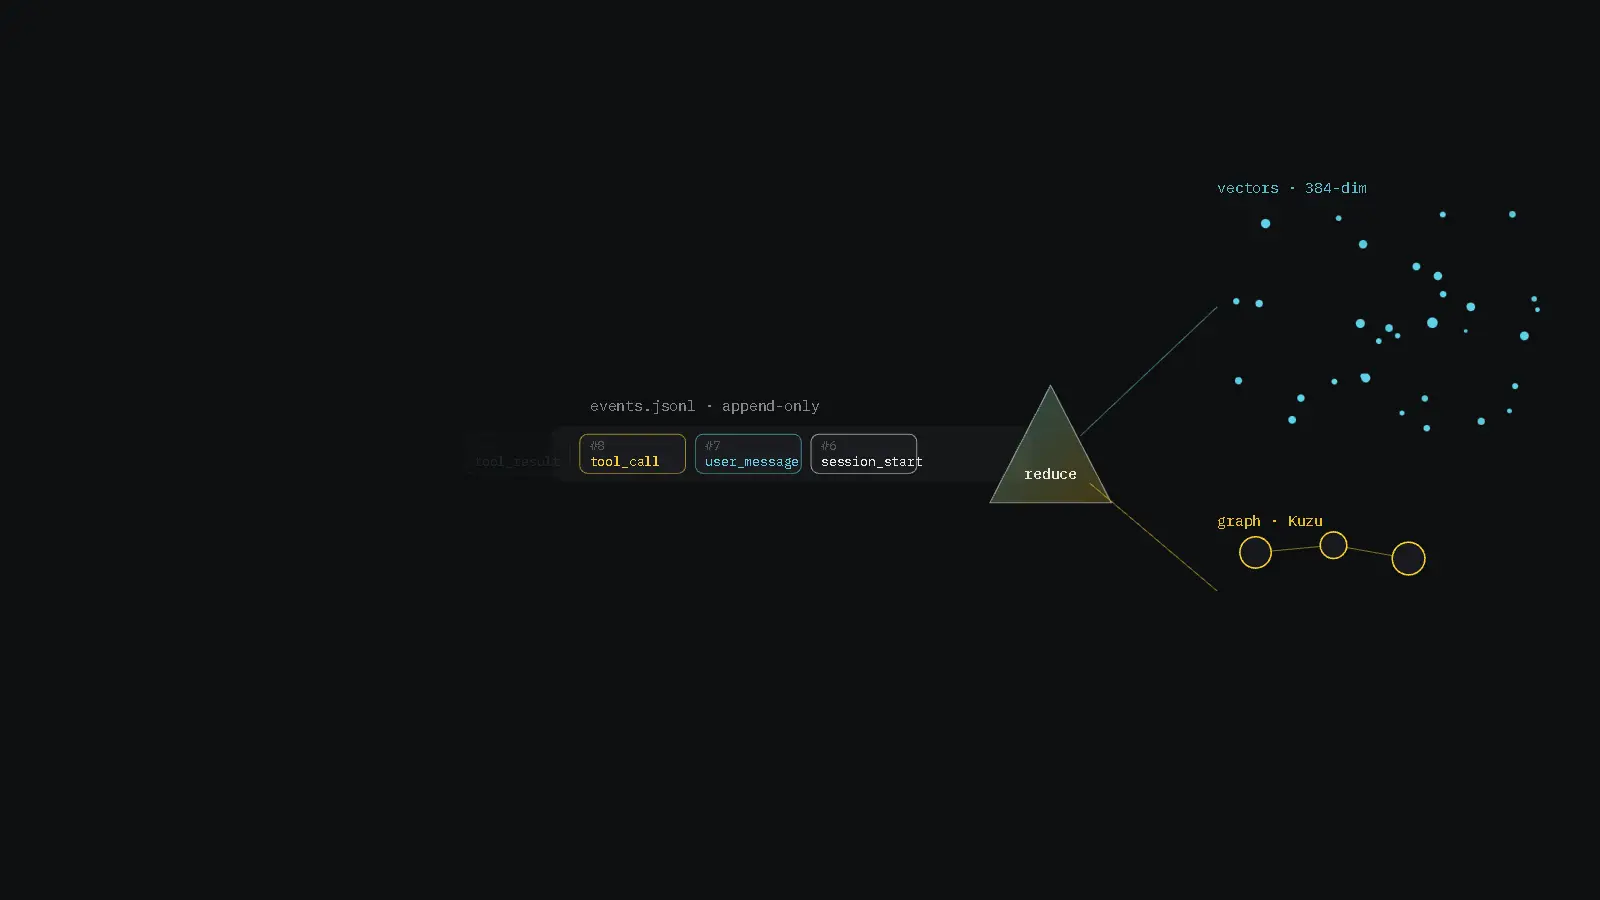 vectors · 384-dim
events.jsonl · append-only
#8
tool_call
#7
user_message
#6
session_start
tool_result
reduce
graph · Kuzu